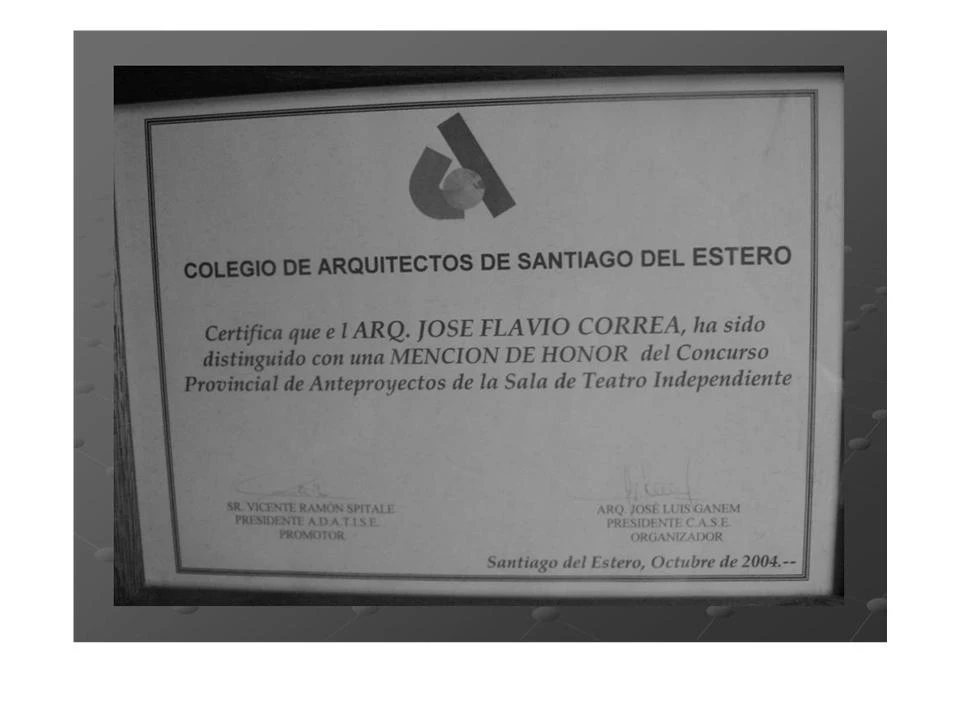 COLEGIO DE ARQUITECTOS DE SANTIAGO DEL ESTERO
Certifica que e l ARQ. JOSE FLAVIO CORREA, ha sido
distinguido con una MENCION DE HONOR del Concurso
Provincial de Anteproyectos de la Sala de Teatro Independiente
SR. VICENTE RAMÓN SPITALE
PRESIDENTE A.D.A.T.I.S.E.
PROMOTOR
ARQ. JOSÉ LUIS GANEM
PRESIDENTE C.A.S.E.
ORGANIZADOR
Santiago del Estero, Octubre de 2004.--